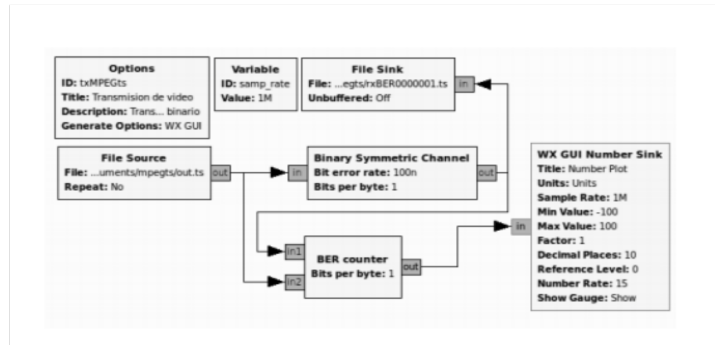 Options
ID: txMPEGts
Title: Transmision de video
Description: Trans... binario
Generate Options: WX GUI
Variable
ID: samp_rate
Value: 1M
File Sink
File: ...egts/rxBER0000001.ts
Unbuffered: Off
in
File Source
File: ...uments/mpegts/out.ts
Repeat: No
out
in
Binary Symmetric Channel
Bit error rate: 100n
Bits per byte: 1
out
in1
in2
BER counter
Bits per byte: 1
out
in
WX GUI Number Sink
Title: Number Plot
Units: Units
Sample Rate: 1M
Min Value: -100
Max Value: 100
Factor: 1
Decimal Places: 10
Reference Level: 0
Number Rate: 15
Show Gauge: Show